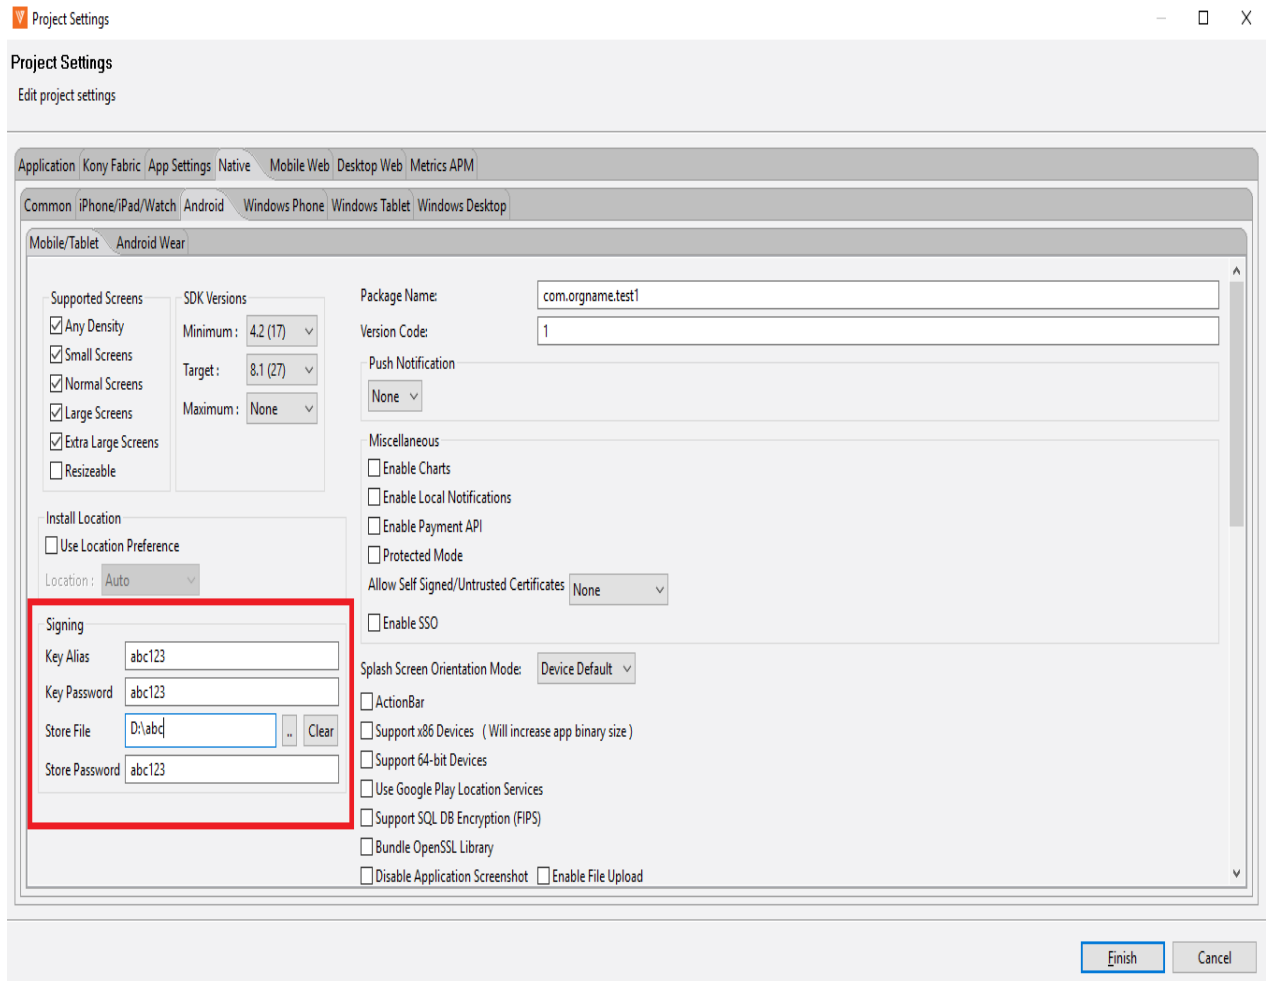 Project Settings
Project Settings
Edit project settings
Application Kony Fabric App Settings Native Mobile Web Desktop Web Metrics APM
Common iPhone/iPad/Watch Android Windows Phone Windows Tablet Windows Desktop
Mobile/Tablet Android Wear
Supported Screens
Any Density
Small Screens
Normal Screens
Large Screens
Extra Large Screens
Resizeable
SDK Versions
Minimum : 4.2 (17)
Target : 8.1 (27)
Maximum : None
Install Location
Use Location Preference
Location : Auto
Signing
Key Alias abc123
Key Password abc123
Store File D:\abc .. Clear
Store Password abc123
Package Name: com.orgname.test1
Version Code: 1
Push Notification
None
Miscellaneous
Enable Charts
Enable Local Notifications
Enable Payment API
Protected Mode
Allow Self Signed/Untrusted Certificates None
Enable SSO
Splash Screen Orientation Mode: Device Default
ActionBar
Support x86 Devices ( Will increase app binary size )
Support 64-bit Devices
Use Google Play Location Services
Support SQL DB Encryption (FIPS)
Bundle OpenSSL Library
Disable Application Screenshot Enable File Upload
Finish Cancel